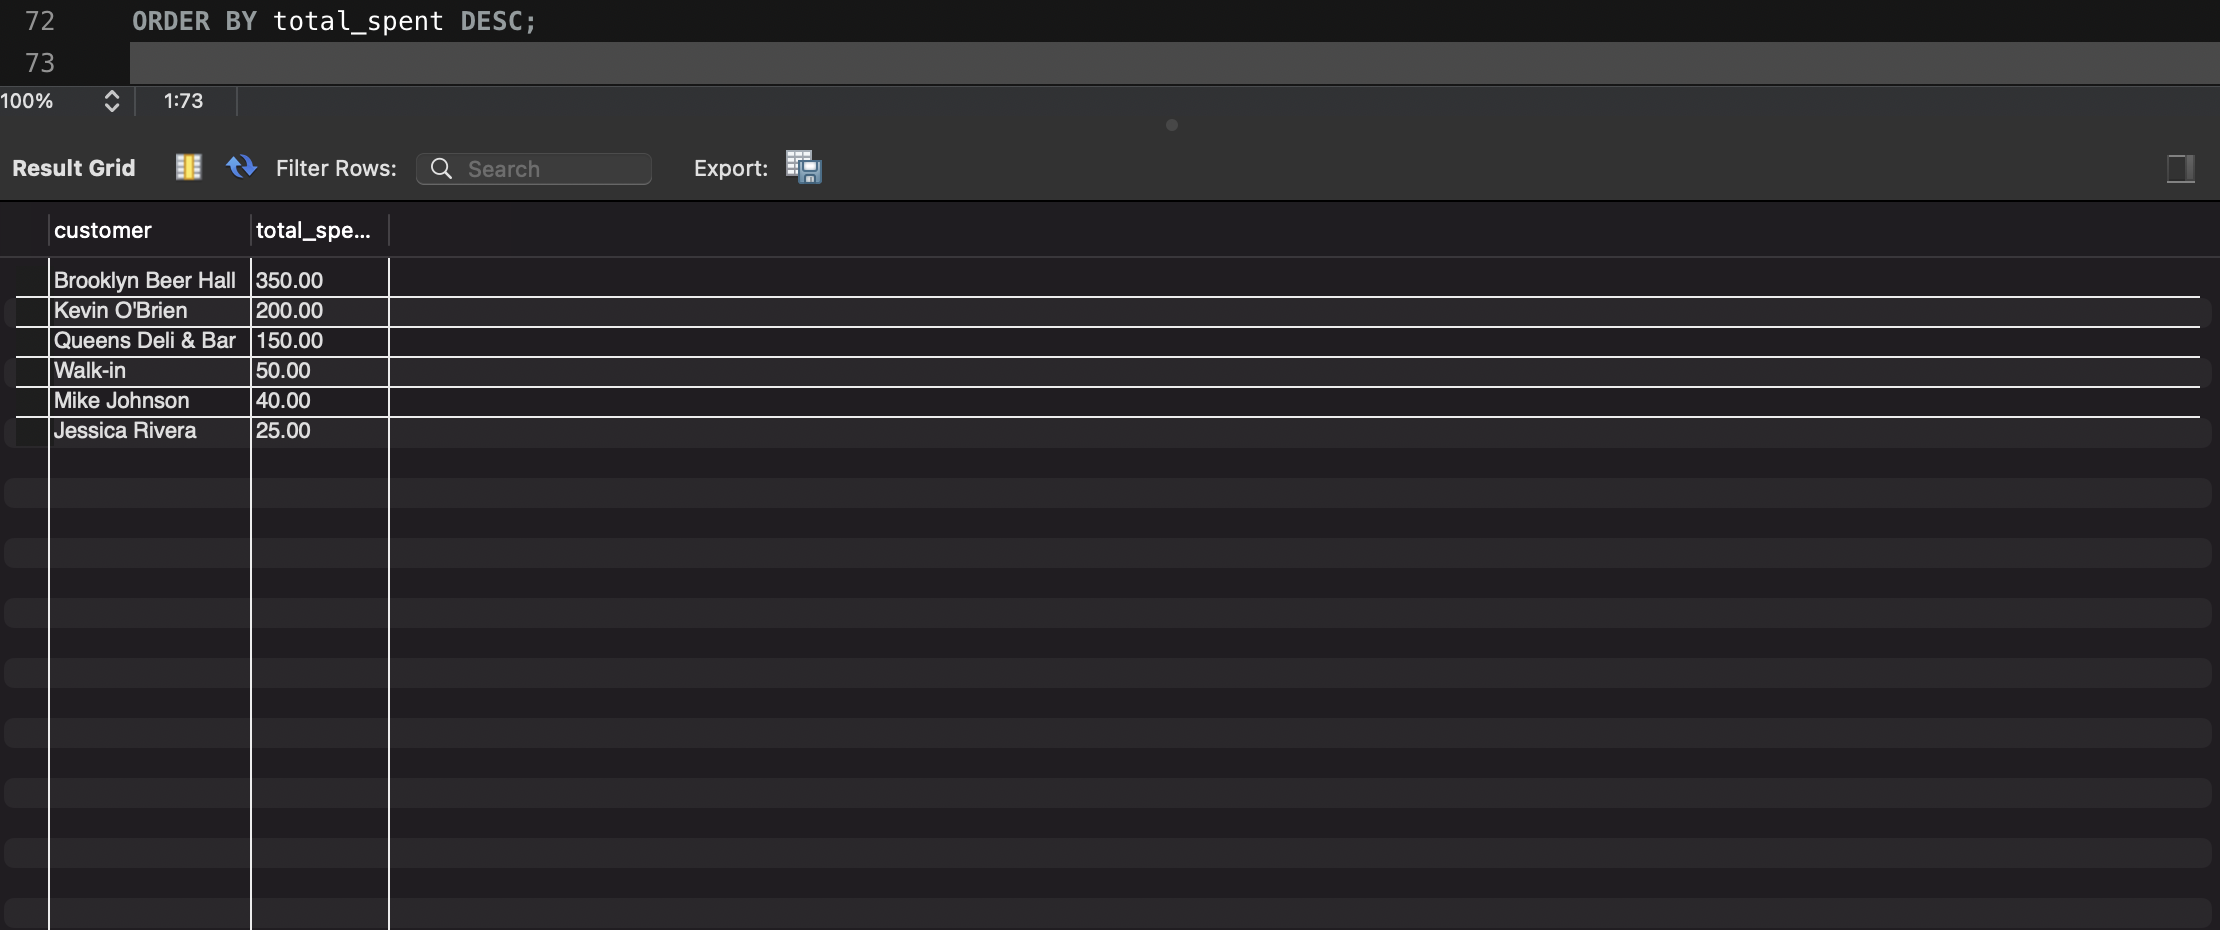 72 ORDER BY total_spent DESC;
73
100% 1:73
Result Grid Filter Rows: Search Export:
customer total_spe...
Brooklyn Beer Hall 350.00
Kevin O'Brien 200.00
Queens Deli & Bar 150.00
Walk-in 50.00
Mike Johnson 40.00
Jessica Rivera 25.00